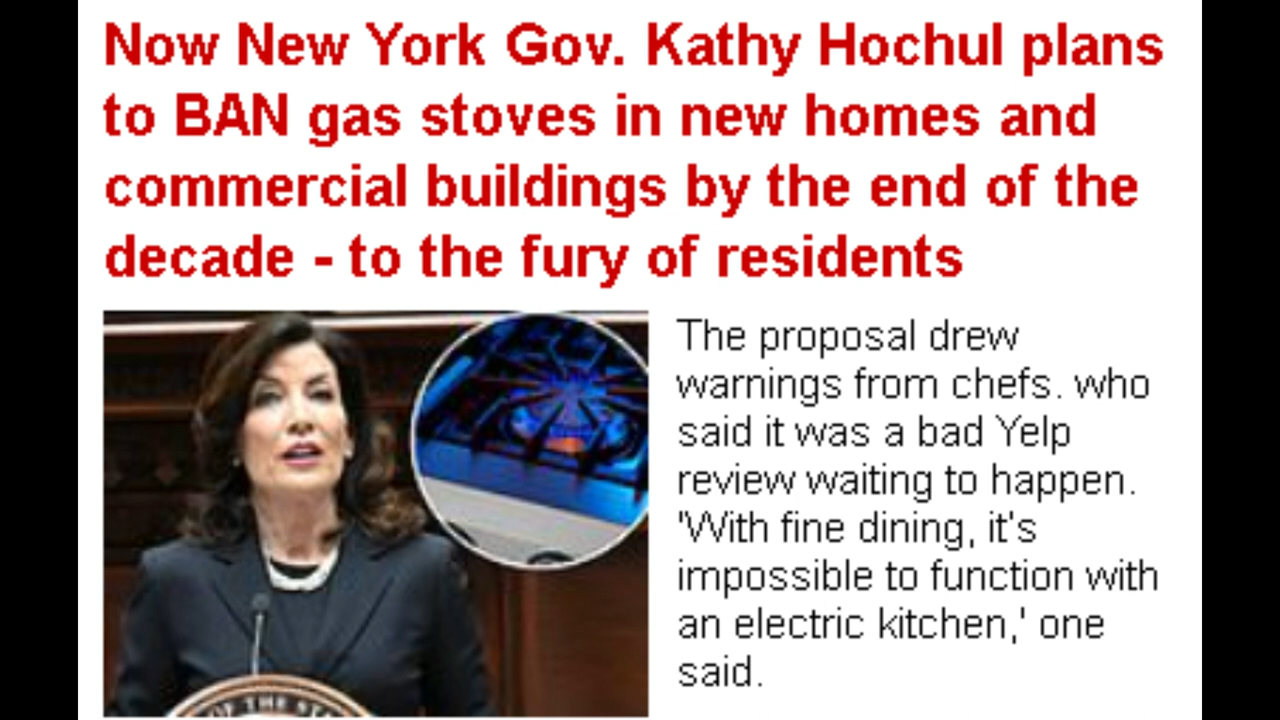 Now New York Gov. Kathy Hochul plans
to BAN gas stoves in new homes and
commercial buildings by the end of the
decade - to the fury of residents
The proposal drew
warnings from chefs. who
said it was a bad Yelp
review waiting to happen.
'With fine dining, it's
impossible to function with
an electric kitchen,' one
said.
OF THE STA